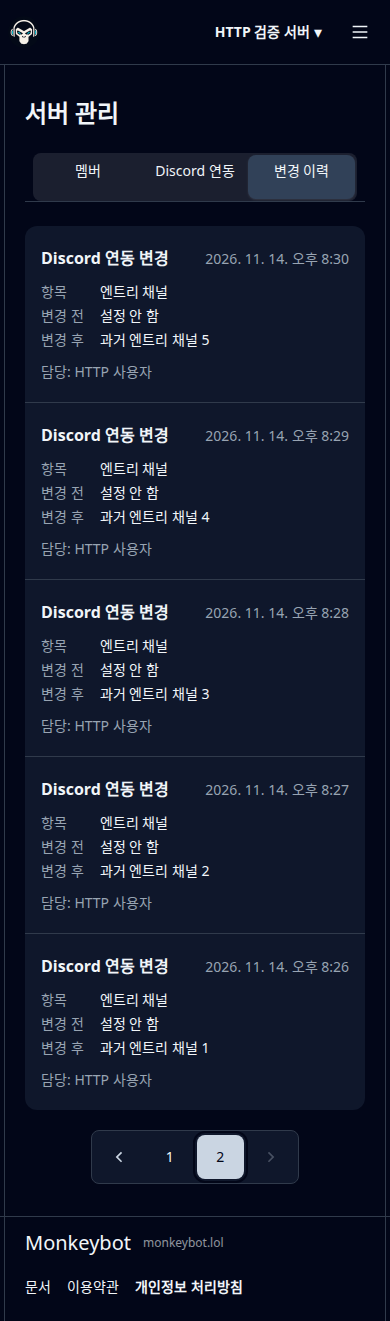 HTTP 검증 서버 ▾
서버 관리
멤버 Discord 연동 변경 이력
Discord 연동 변경 2026. 11. 14. 오후 8:30
항목 엔트리 채널
변경 전 설정 안 함
변경 후 과거 엔트리 채널 5
담당: HTTP 사용자
Discord 연동 변경 2026. 11. 14. 오후 8:29
항목 엔트리 채널
변경 전 설정 안 함
변경 후 과거 엔트리 채널 4
담당: HTTP 사용자
Discord 연동 변경 2026. 11. 14. 오후 8:28
항목 엔트리 채널
변경 전 설정 안 함
변경 후 과거 엔트리 채널 3
담당: HTTP 사용자
Discord 연동 변경 2026. 11. 14. 오후 8:27
항목 엔트리 채널
변경 전 설정 안 함
변경 후 과거 엔트리 채널 2
담당: HTTP 사용자
Discord 연동 변경 2026. 11. 14. 오후 8:26
항목 엔트리 채널
변경 전 설정 안 함
변경 후 과거 엔트리 채널 1
담당: HTTP 사용자
1 2
Monkeybot monkeybot.lol
문서 이용약관 개인정보 처리방침